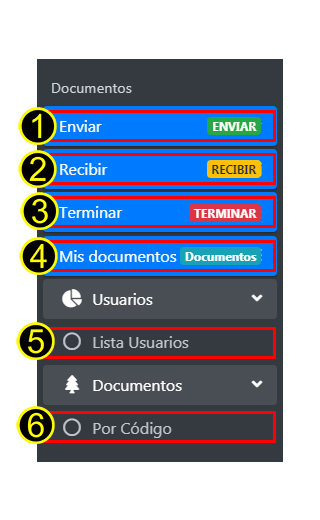 Documentos
1 Enviar ENVIAR
2 Recibir RECIBIR
3 Terminar TERMINAR
4 Mis documentos Documentos
Usuarios
5 Lista Usuarios
Documentos
6 Por Código